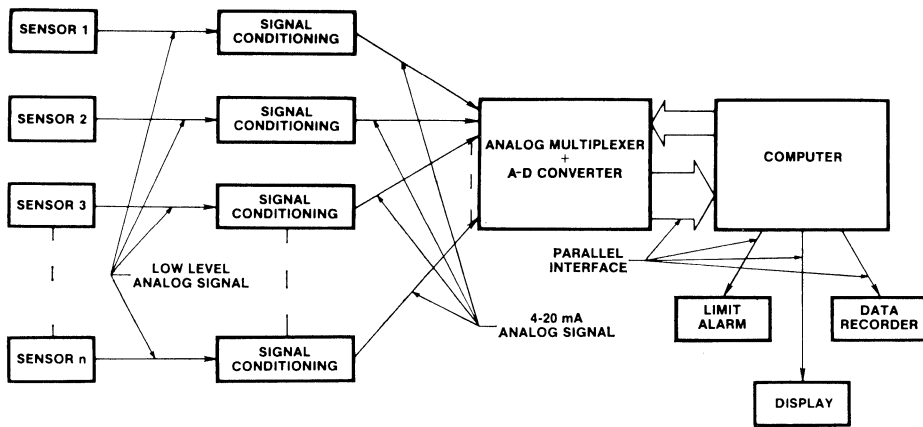 SENSOR 1
SIGNAL
CONDITIONING
SENSOR 2
SIGNAL
CONDITIONING
SENSOR 3
SIGNAL
CONDITIONING
SENSOR n
SIGNAL
CONDITIONING
LOW LEVEL
ANALOG SIGNAL
4-20 mA
ANALOG SIGNAL
ANALOG MULTIPLEXER
+
A-D CONVERTER
COMPUTER
PARALLEL
INTERFACE
LIMIT
ALARM
DATA
RECORDER
DISPLAY